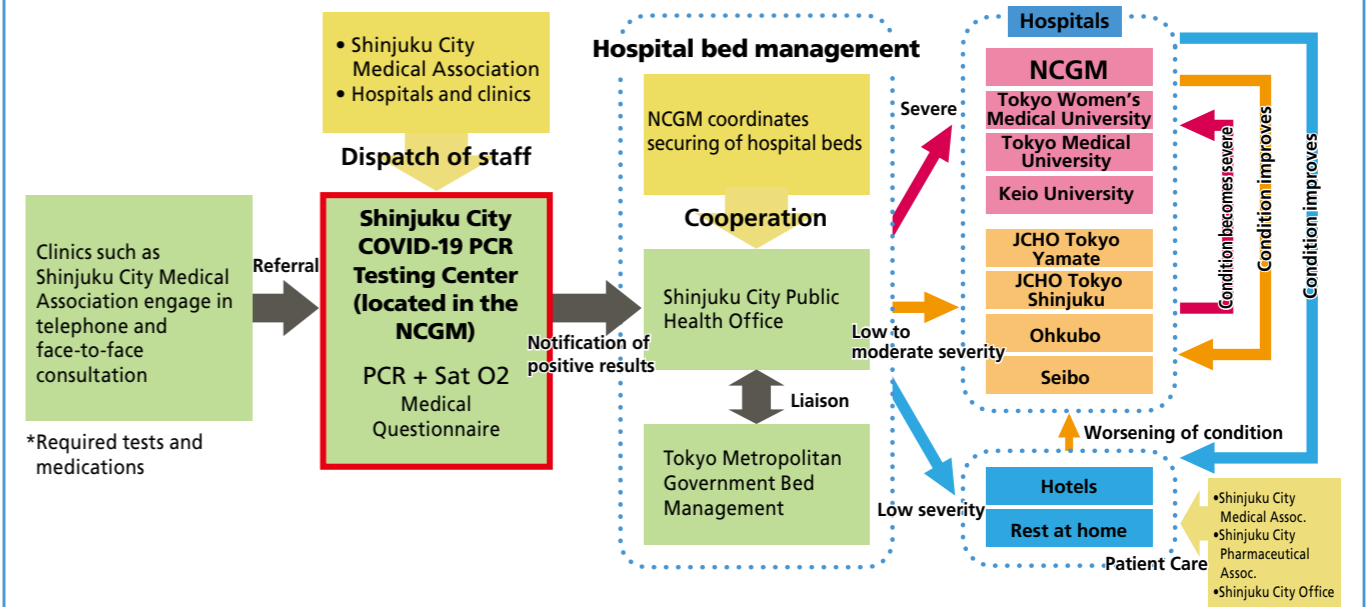 • Shinjuku City
Medical Association
• Hospitals and clinics
Dispatch of staff
Clinics such as
Shinjuku City Medical
Association engage in
telephone and
face-to-face
consultation
*Required tests and
medications
Referral
Shinjuku City
COVID-19 PCR
Testing Center
(located in the
NCGM)
PCR + Sat O2
Medical
Questionnaire
Notification of
positive results
Hospital bed management
NCGM coordinates
securing of hospital beds
Cooperation
Shinjuku City Public
Health Office
Liaison
Tokyo Metropolitan
Government Bed
Management
Severe
Low to
moderate severity
Low severity
Hospitals
NCGM
Tokyo Women's
Medical University
Tokyo Medical
University
Keio University
JCHO Tokyo
Yamate
JCHO Tokyo
Shinjuku
Ohkubo
Seibo
Condition becomes severe
Condition improves
Condition improves
Worsening of condition
Hotels
Rest at home
Patient Care
•Shinjuku City
Medical Assoc.
•Shinjuku City
Pharmaceutical
Assoc.
•Shinjuku City Office